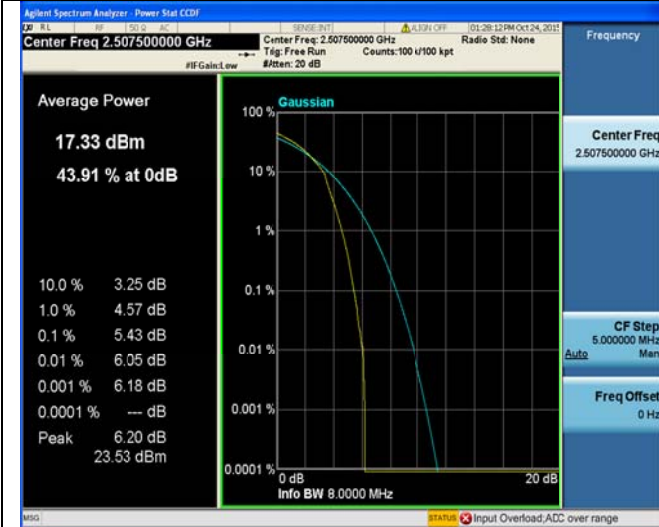 Agilent Spectrum Analyzer - Power Stat CCDF
RL RF 50 Ω AC SENSE:INT ALIGN OFF 01:28:12 PM Oct 24, 201
Center Freq 2.507500000 GHz
Center Freq: 2.507500000 GHz Radio Std: None
Trig: Free Run Counts:100 k/100 kpt
#IFGain:Low #Atten: 20 dB
Frequency
Average Power
17.33 dBm
43.91 % at 0dB
10.0 % 3.25 dB
1.0 % 4.57 dB
0.1 % 5.43 dB
0.01 % 6.05 dB
0.001 % 6.18 dB
0.0001 % --- dB
Peak 6.20 dB
23.53 dBm
Gaussian
100 %
10 %
1 %
0.1 %
0.01 %
0.001 %
0.0001 %
0 dB 20 dB
Info BW 8.0000 MHz
Center Freq
2.507500000 GHz
CF Step
5.000000 MHz
Auto Man
Freq Offset
0 Hz
MSG STATUS Input Overload;ADC over range